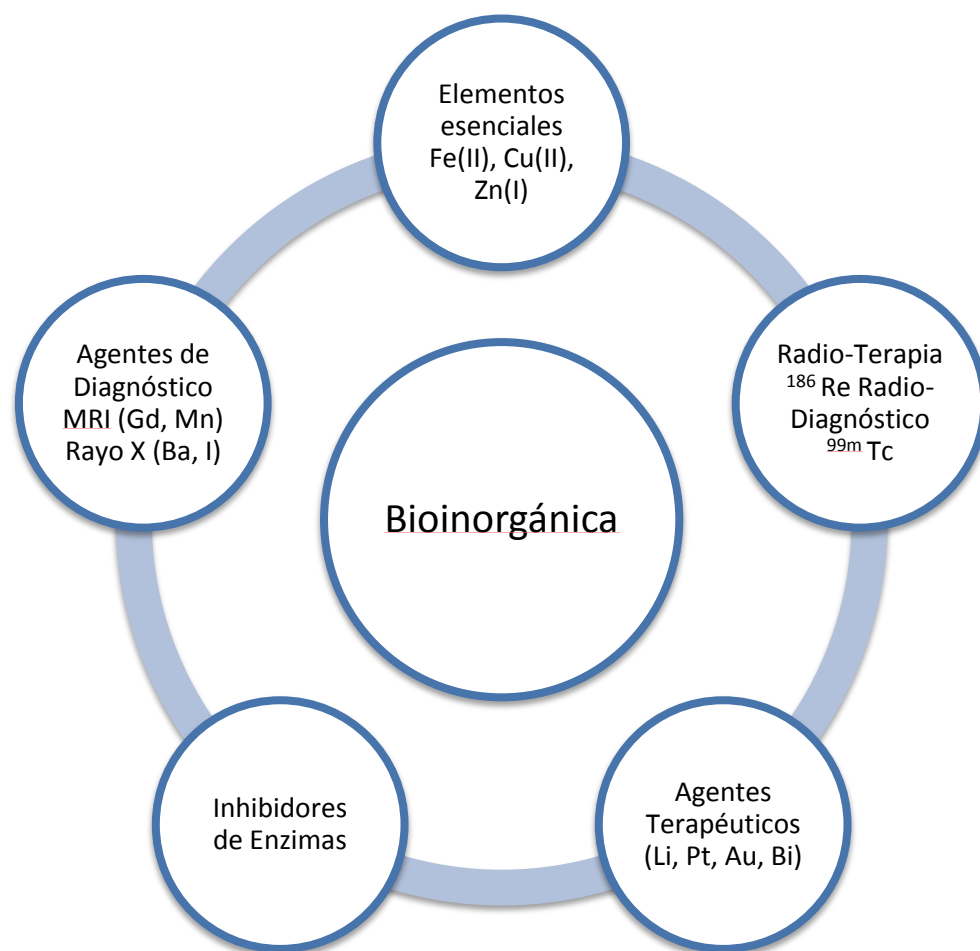 Elementos
esenciales
Fe(II), Cu(II),
Zn(I)
Agentes de
Diagnóstico
MRI (Gd, Mn)
Rayo X (Ba, I)
Radio-Terapia
¹⁸⁶ Re Radio-
Diagnóstico
⁹⁹ᵐ Tc
Bioinorgánica
Inhibidores
de Enzimas
Agentes
Terapéuticos
(Li, Pt, Au, Bi)